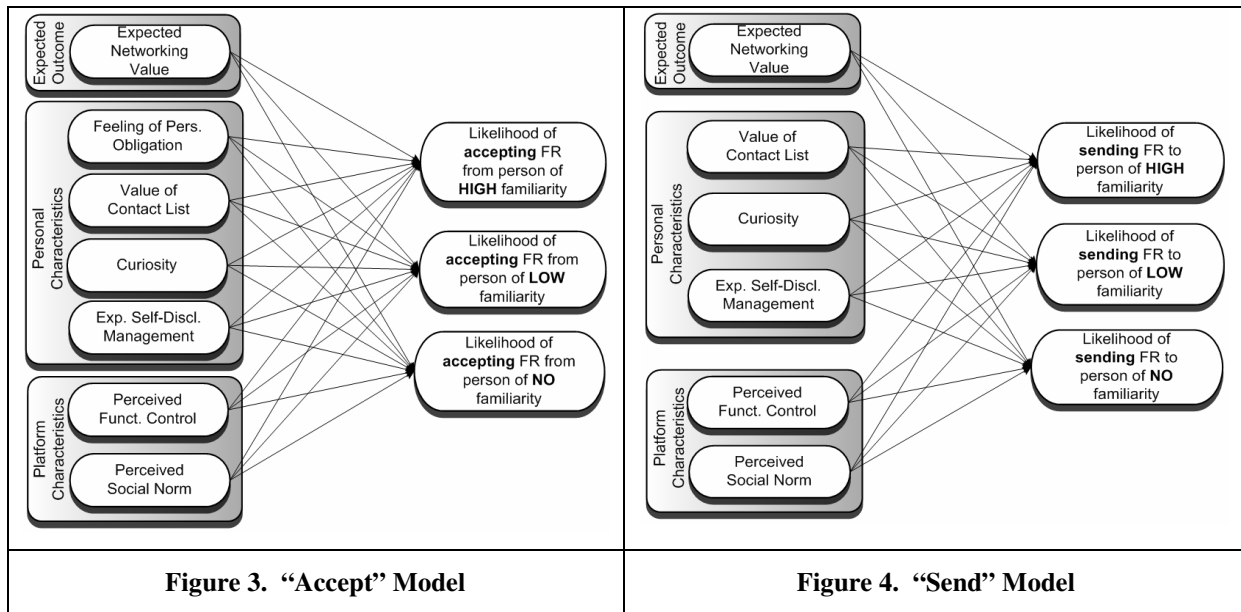 Expected
Outcome
Expected
Networking
Value
Personal
Characteristics
Feeling of Pers.
Obligation
Value of
Contact List
Curiosity
Exp. Self-Discl.
Management
Platform
Characteristics
Perceived
Funct. Control
Perceived
Social Norm
Likelihood of
accepting FR
from person of
HIGH familiarity
Likelihood of
accepting FR from
person of LOW
familiarity
Likelihood of
accepting FR from
person of NO
familiarity
Figure 3. “Accept” Model
Expected
Outcome
Expected
Networking
Value
Personal
Characteristics
Value of
Contact List
Curiosity
Exp. Self-Discl.
Management
Platform
Characteristics
Perceived
Funct. Control
Perceived
Social Norm
Likelihood of
sending FR to
person of HIGH
familiarity
Likelihood of
sending FR to
person of LOW
familiarity
Likelihood of
sending FR to
person of NO
familiarity
Figure 4. “Send” Model